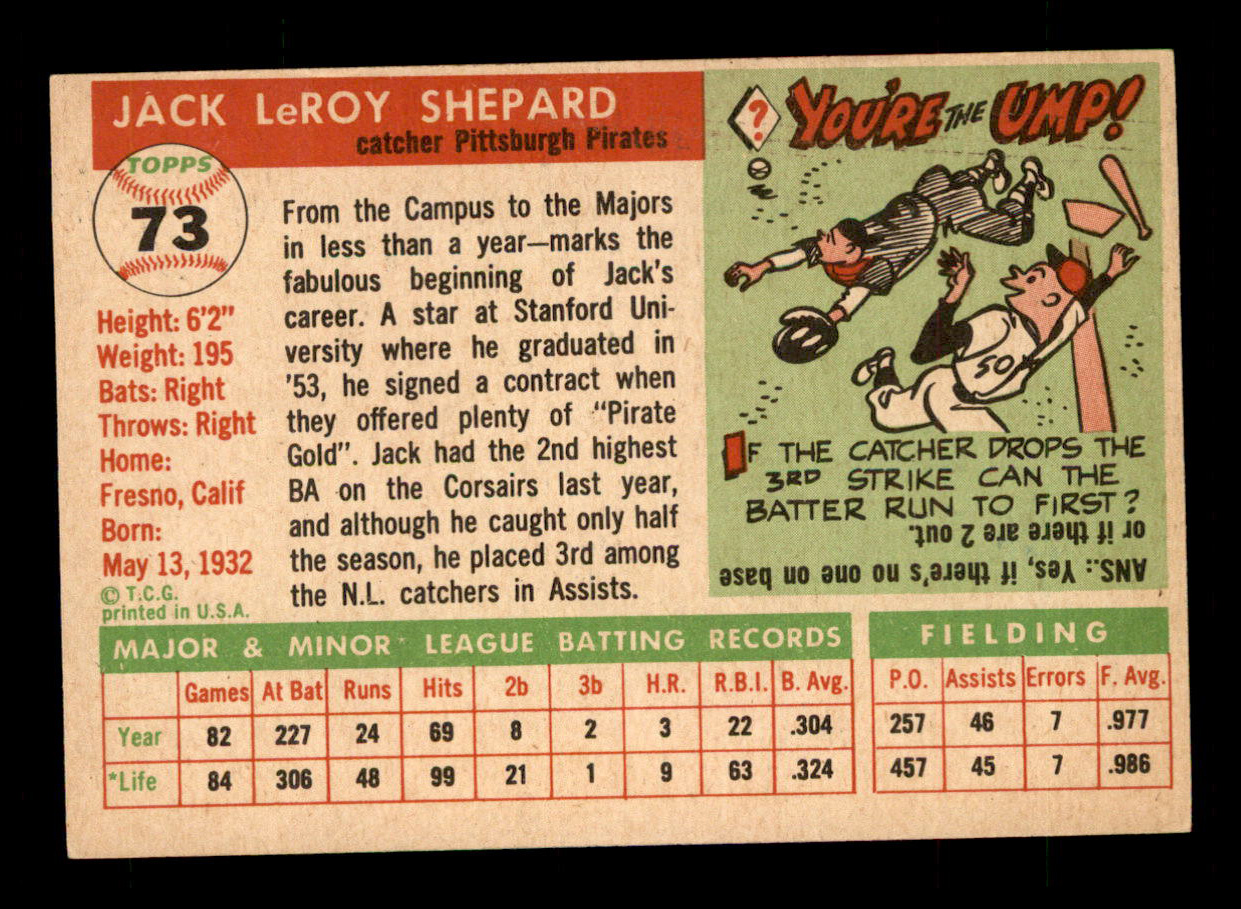 JACK LeROY SHEPARD
catcher Pittsburgh Pirates
TOPPS
73
Height: 6'2"
Weight: 195
Bats: Right
Throws: Right
Home:
Fresno, Calif
Born:
May 13, 1932
© T.C.G.
printed in U.S.A.
From the Campus to the Majors
in less than a year—marks the
fabulous beginning of Jack's
career. A star at Stanford Uni-
versity where he graduated in
'53, he signed a contract when
they offered plenty of "Pirate
Gold". Jack had the 2nd highest
BA on the Corsairs last year,
and although he caught only half
the season, he placed 3rd among
the N.L. catchers in Assists.
?
YOU'RE THE UMP!
50
IF THE CATCHER DROPS THE
3RD STRIKE CAN THE
BATTER RUN TO FIRST?
ANS.: Yes, if there's no one on base
or if there are 2 out.
MAJOR & MINOR LEAGUE BATTING RECORDS
Games At Bat Runs Hits 2b 3b H.R. R.B.I. B. Avg.
Year 82 227 24 69 8 2 3 22 .304
*Life 84 306 48 99 21 1 9 63 .324
FIELDING
P.O. Assists Errors F. Avg.
257 46 7 .977
457 45 7 .986